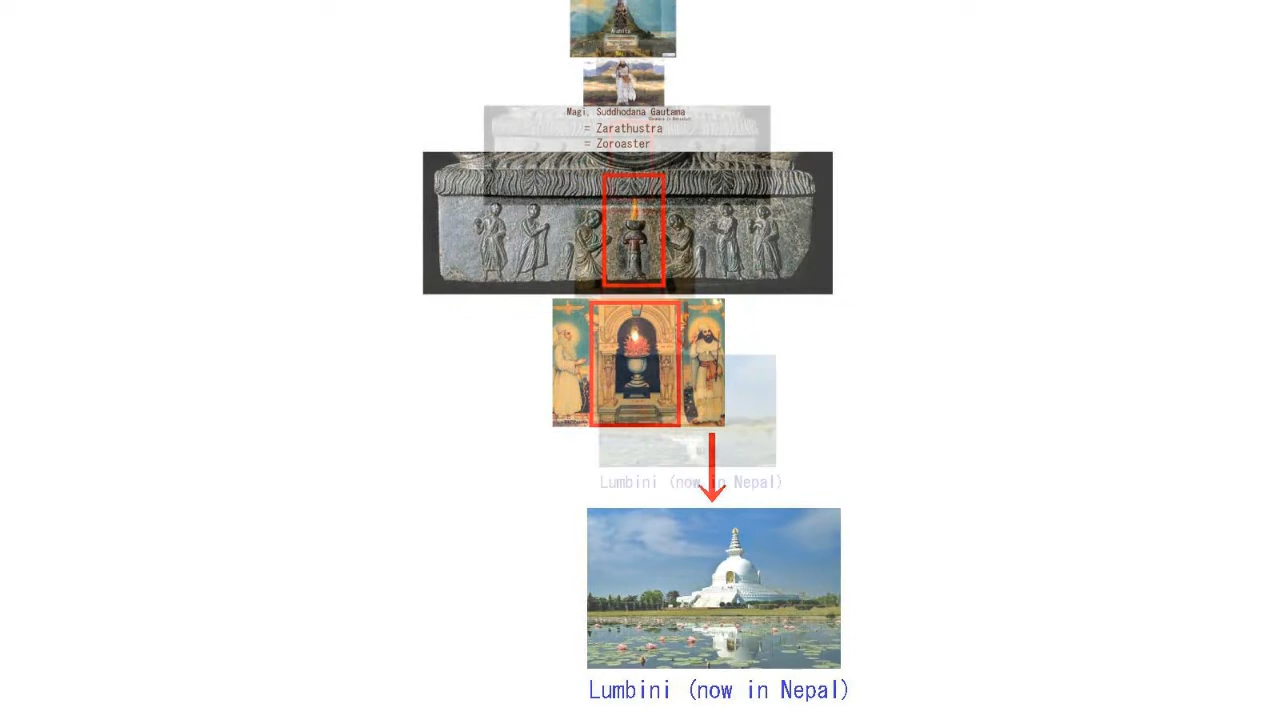 Magi, Suddhodana Gautama
= Zarathustra
= Zoroaster
Lumbini (now in Nepal)
Lumbini (now in Nepal)